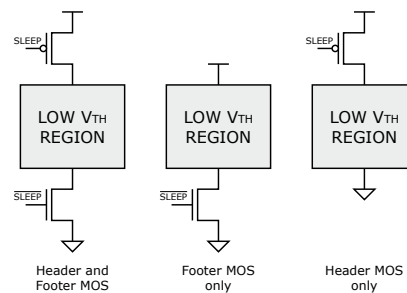 SLEEP
LOW VTH
REGION
SLEEP
Header and
Footer MOS
LOW VTH
REGION
SLEEP
Footer MOS
only
SLEEP
LOW VTH
REGION
Header MOS
only